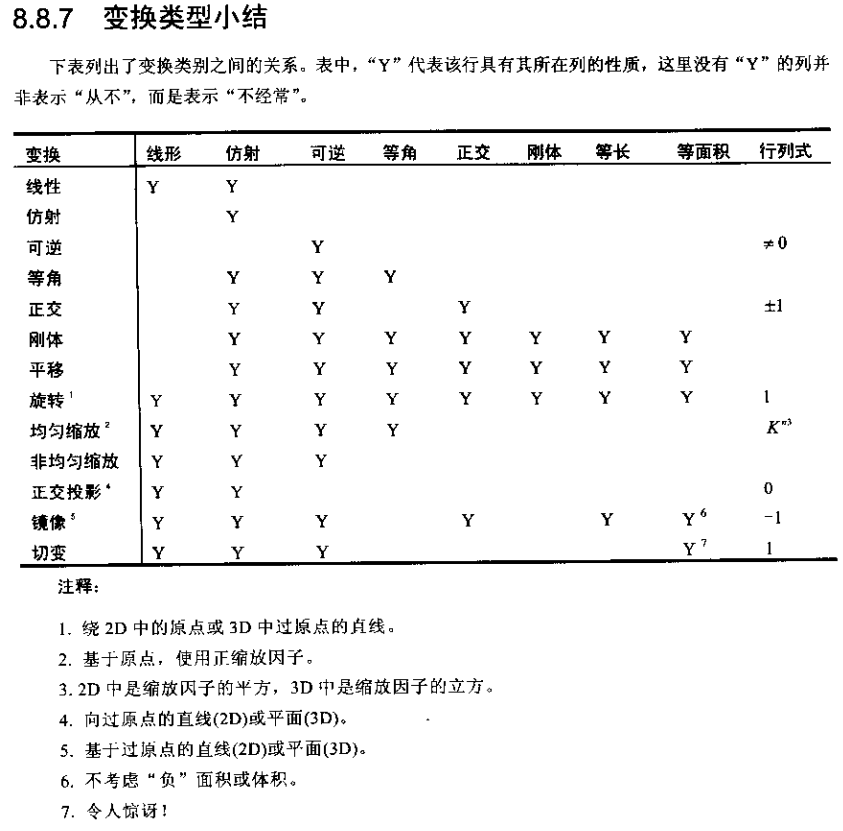 8.8.7 变换类型小结
下表列出了变换类别之间的关系。表中，“Y”代表该行具有其所在列的性质，这里没有“Y”的列并
非表示“从不”，而是表示“不经常”。
变换 线形 仿射 可逆 等角 正交 刚体 等长 等面积 行列式
线性 Y Y
仿射 Y
可逆 Y ≠0
等角 Y Y Y
正交 Y Y Y ±1
刚体 Y Y Y Y Y Y Y
平移 Y Y Y Y Y Y Y
旋转¹ Y Y Y Y Y Y Y Y 1
均匀缩放² Y Y Y Y Kⁿ³
非均匀缩放 Y Y Y
正交投影⁴ Y Y 0
镜像⁵ Y Y Y Y Y Y⁶ -1
切变 Y Y Y Y⁷ 1
注释：
1. 绕 2D 中的原点或 3D 中过原点的直线。
2. 基于原点，使用正缩放因子。
3. 2D 中是缩放因子的平方，3D 中是缩放因子的立方。
4. 向过原点的直线(2D)或平面(3D)。
5. 基于过原点的直线(2D)或平面(3D)。
6. 不考虑“负”面积或体积。
7. 令人惊讶！